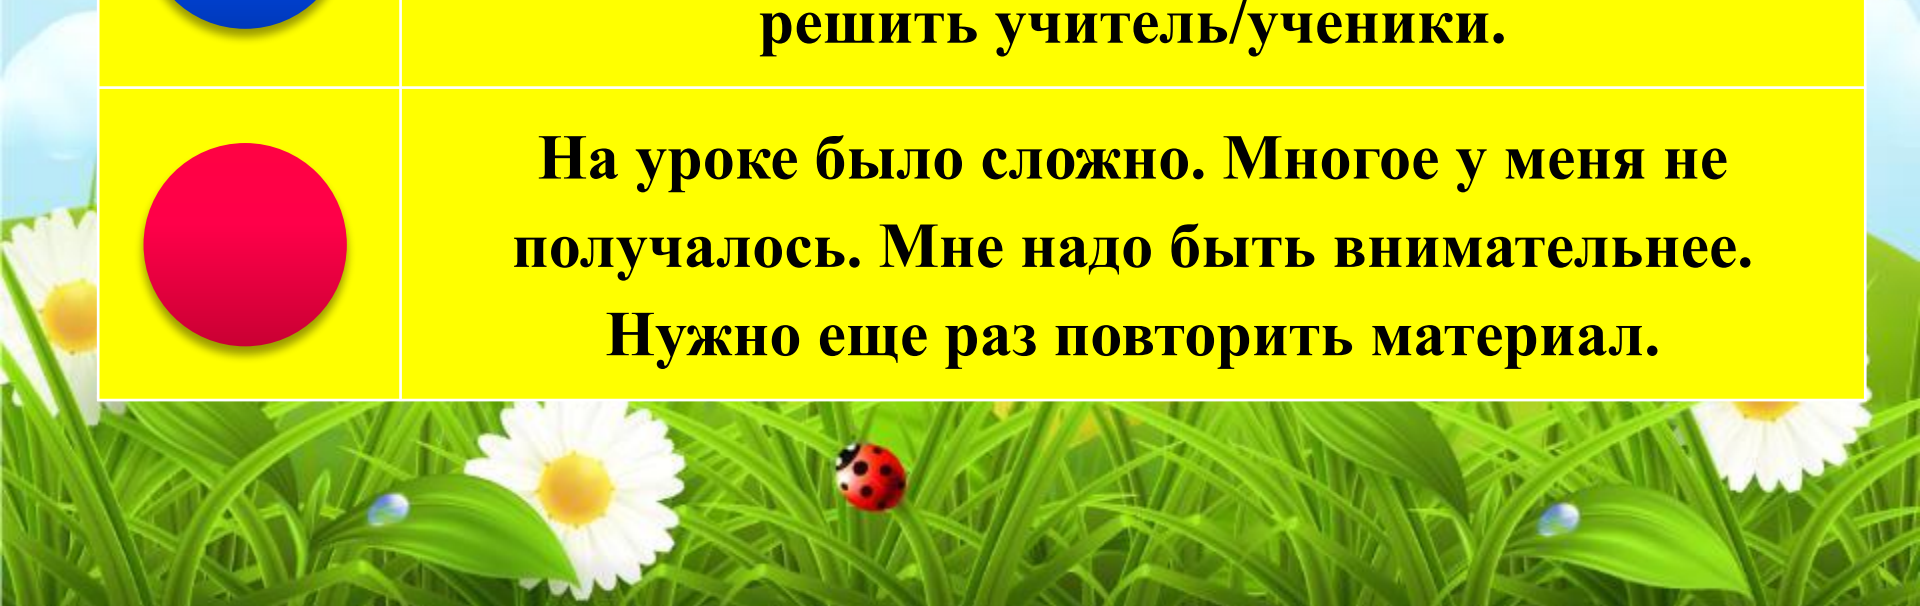 решить учитель/ученики.
На уроке было сложно. Многое у меня не
получалось. Мне надо быть внимательнее.
Нужно еще раз повторить материал.